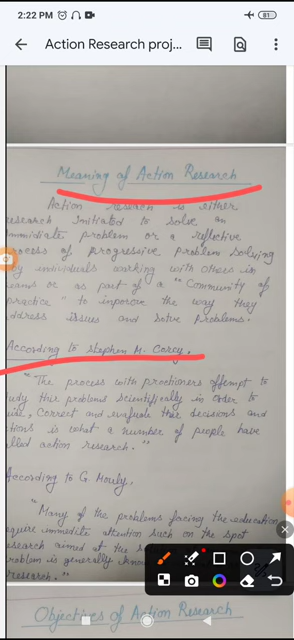 2:22 PM
81
Action Research proj...
Meaning of Action Research
Action research is either
research Initiated to solve an
immediate problem or a reflective
process of progressive problem solving
by individuals working with others in
teams or as part of a "Community of
practice" to inporove the way they
address issues and solve Problems.
According to Stephen M. Corey,
"The process with practioners attempt to
study their problems scientifically in order to
guide, Correct and evaluate their decisions and
actions is what a number of people have
called action research."
According to G. Mouly,
"Many of the problems facing the education
require immediate attention such on the spot
research aimed at the
problem is generally
research."
Objectives of Action Research